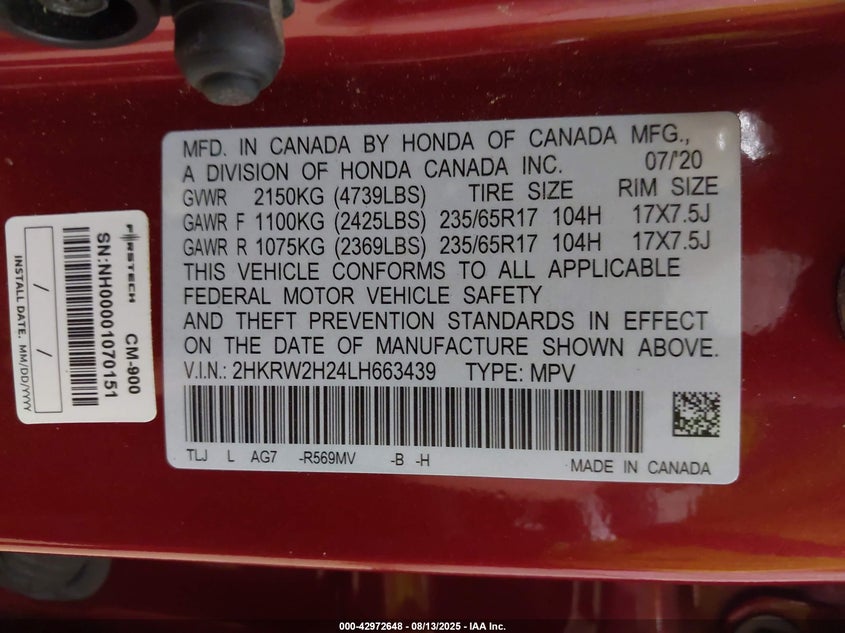 MFD. IN CANADA BY HONDA OF CANADA MFG.,
A DIVISION OF HONDA CANADA INC. 07/'20
GVWR 2150KG (4739LBS) TIRE SIZE RIM SIZE
GAWR F 1100KG (2425LBS) 235/65R17 104H 17X7.5J
GAWR R 1075KG (2369LBS) 235/65R17 104H 17X7.5J
THIS VEHICLE CONFORMS TO ALL APPLICABLE
FEDERAL MOTOR VEHICLE SAFETY
AND THEFT PREVENTION STANDARDS IN EFFECT
ON THE DATE OF MANUFACTURE SHOWN ABOVE.
V.I.N.: 2HKRW2H24LH663439 TYPE: MPV
TLJ L AG7 -R569MV -B -H
MADE IN CANADA
FIRSTECH CM-900
SN:NH00001070151
/ /
INSTALL DATE. MM/DD/YYYY
000-42972648 - 08/13/2025 - IAA Inc.